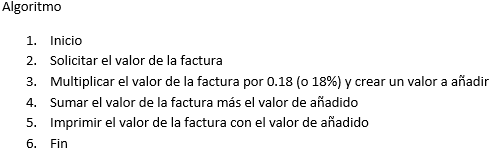 Algoritmo
1. Inicio
2. Solicitar el valor de la factura
3. Multiplicar el valor de la factura por 0.18 (o 18%) y crear un valor a añadir
4. Sumar el valor de la factura más el valor de añadido
5. Imprimir el valor de la factura con el valor de añadido
6. Fin